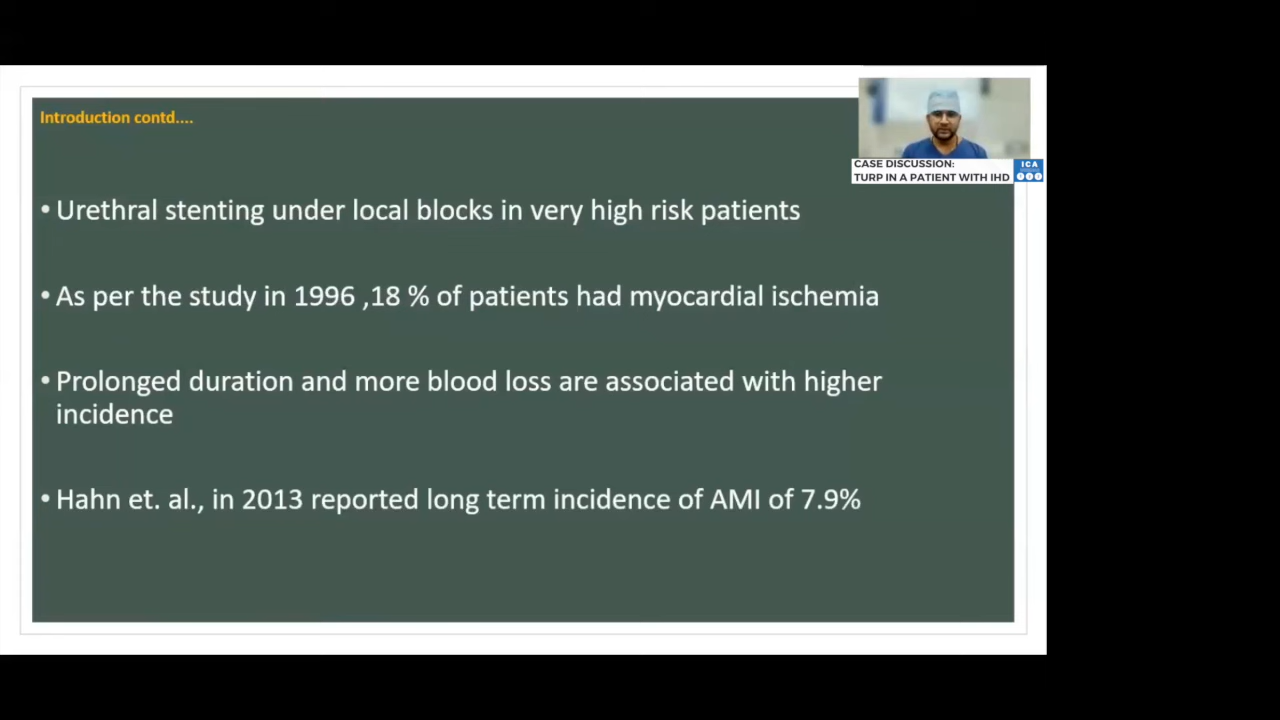 Introduction contd....
CASE DISCUSSION:
TURP IN A PATIENT WITH IHD
ICA
• Urethral stenting under local blocks in very high risk patients
• As per the study in 1996 ,18 % of patients had myocardial ischemia
• Prolonged duration and more blood loss are associated with higher
incidence
• Hahn et. al., in 2013 reported long term incidence of AMI of 7.9%